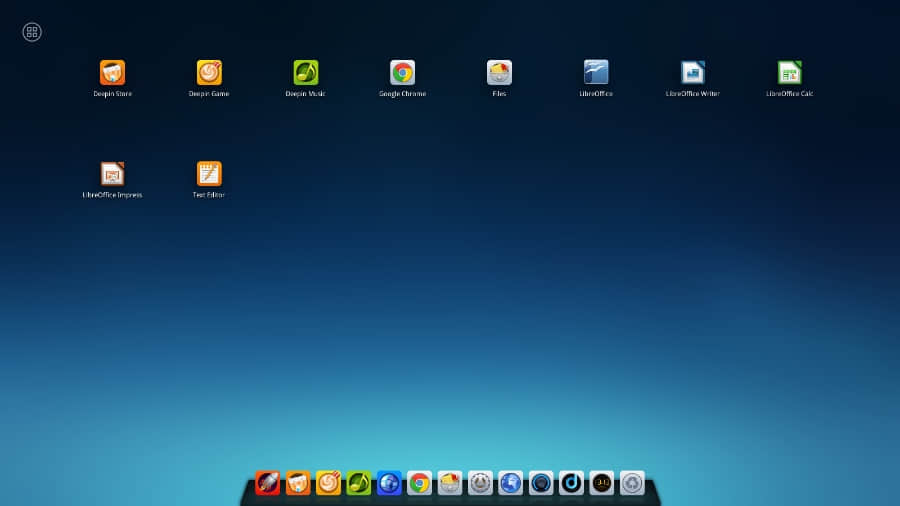 Deepin Store
Deepin Game
Deepin Music
Google Chrome
Files
LibreOffice
LibreOffice Writer
LibreOffice Calc
LibreOffice Impress
Text Editor